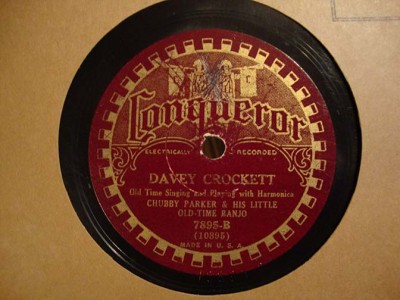 Conqueror
ELECTRICALLY RECORDED
DAVEY CROCKETT
Old Time Singing and Playing with Harmonica
CHUBBY PARKER & HIS LITTLE
OLD-TIME BANJO
7895-B
(10395)
MADE IN U.S.A.